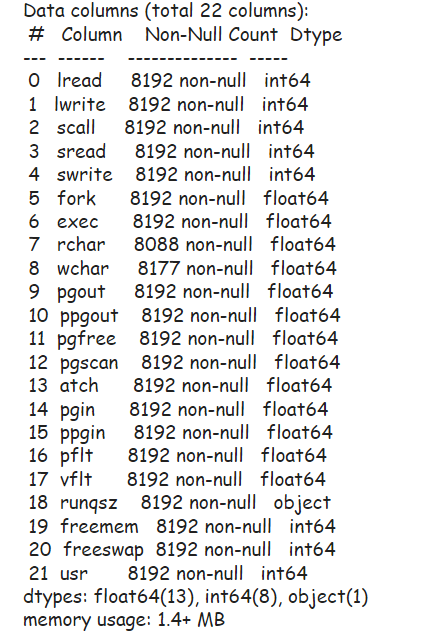 Data columns (total 22 columns):
# Column Non-Null Count Dtype
--- ------ -------------- -----
0 lread 8192 non-null int64
1 lwrite 8192 non-null int64
2 scall 8192 non-null int64
3 sread 8192 non-null int64
4 swrite 8192 non-null int64
5 fork 8192 non-null float64
6 exec 8192 non-null float64
7 rchar 8088 non-null float64
8 wchar 8177 non-null float64
9 pgout 8192 non-null float64
10 ppgout 8192 non-null float64
11 pgfree 8192 non-null float64
12 pgscan 8192 non-null float64
13 atch 8192 non-null float64
14 pgin 8192 non-null float64
15 ppgin 8192 non-null float64
16 pflt 8192 non-null float64
17 vflt 8192 non-null float64
18 runqsz 8192 non-null object
19 freemem 8192 non-null int64
20 freeswap 8192 non-null int64
21 usr 8192 non-null int64
dtypes: float64(13), int64(8), object(1)
memory usage: 1.4+ MB